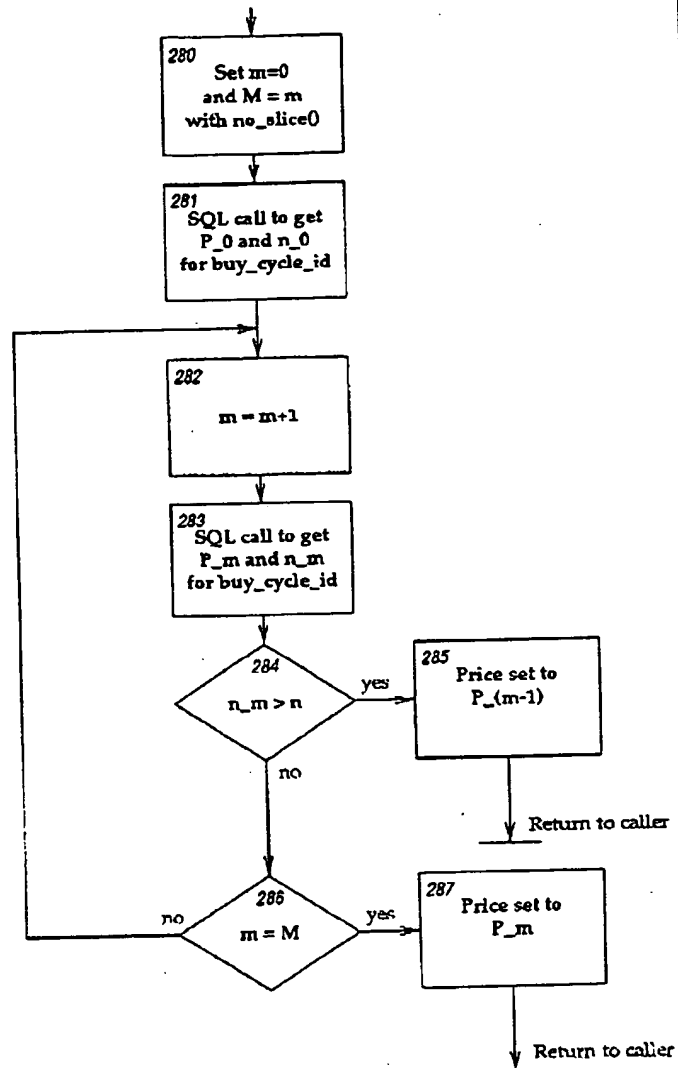 280
Set m=0
and M = m
with no_slice()
281
SQL call to get
P_0 and n_0
for buy_cycle_id
282
m = m+1
283
SQL call to get
P_m and n_m
for buy_cycle_id
284
n_m > n
yes
285
Price set to
P_(m-1)
no
Return to caller
286
m = M
no
yes
287
Price set to
P_m
Return to caller